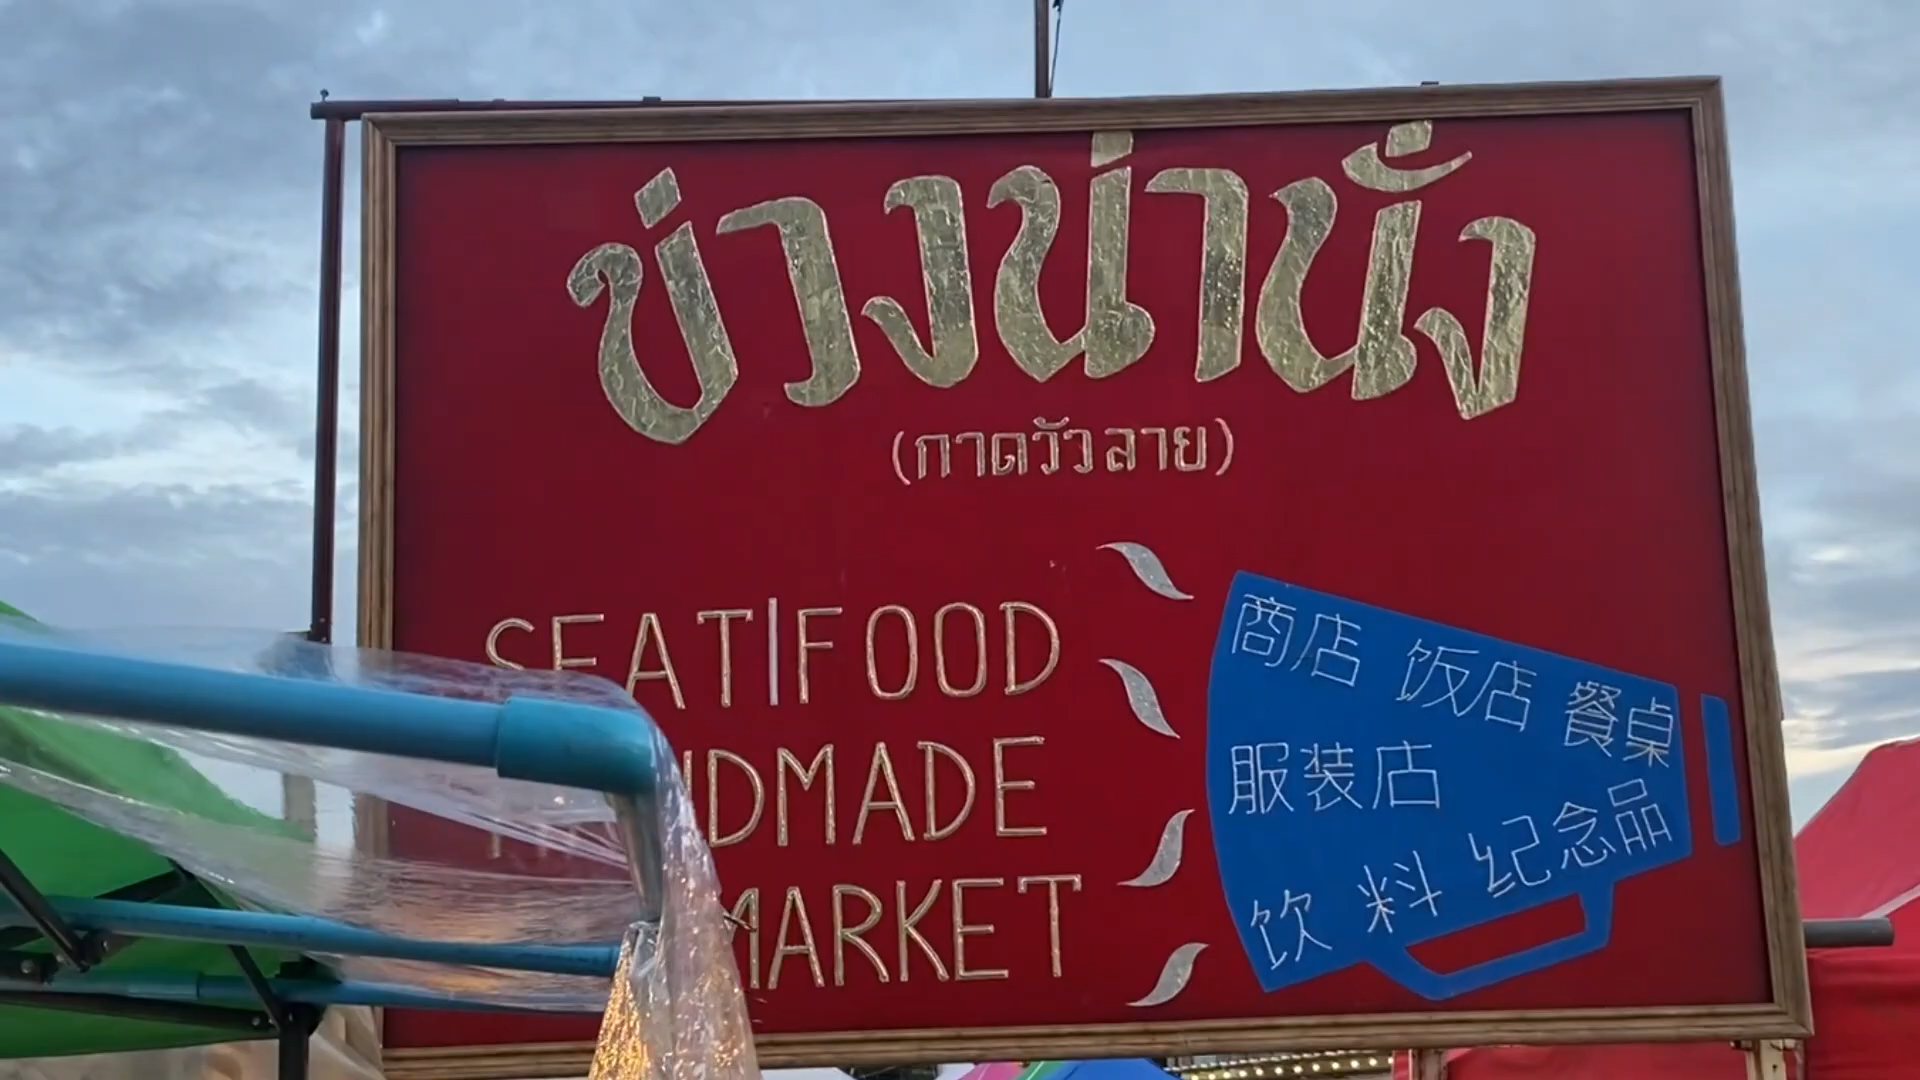 ข่วงน่านั่ง
(กาดวัวลาย)
SEAT|FOOD
MADE
MARKET
商店 饭店 餐桌
服装店
饮料 纪念品